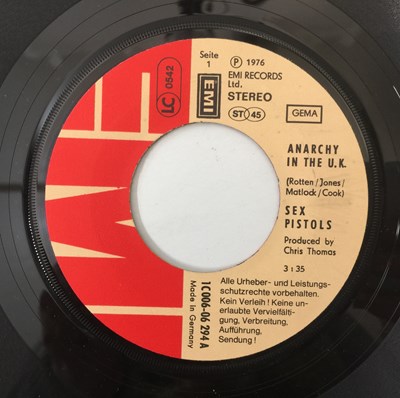 EMI
LC 0542
Seite
1
EMI
Ⓟ 1976
EMI RECORDS
Ltd.
STEREO
ST 45
GEMA
ANARCHY
IN THE U.K.
(Rotten/Jones/
Matlock/Cook)
SEX
PISTOLS
Produced by
Chris Thomas
3:35
Alle Urheber- und Leistungs-
schutzrechte vorbehalten.
Kein Verleih! Keine un-
erlaubte Vervielfälti-
gung, Verbreitung,
Aufführung,
Sendung!
1C006-06 294 A
Made in Germany